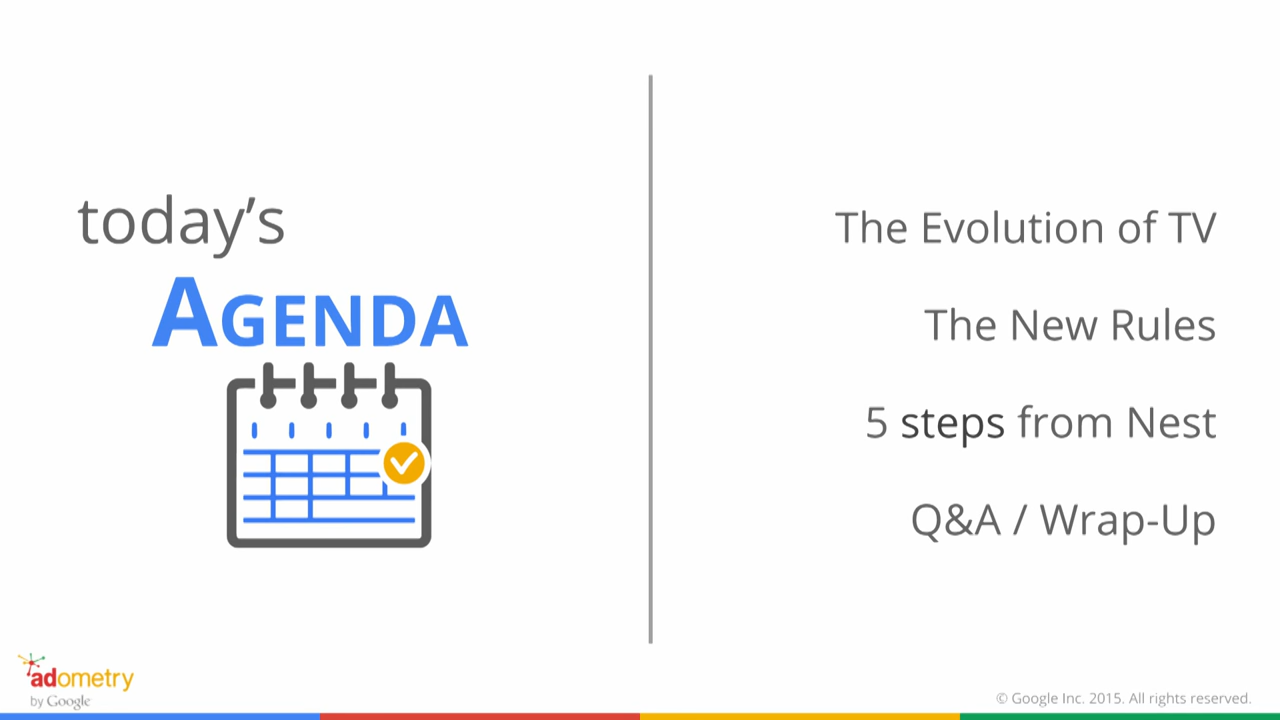 today’s
AGENDA
The Evolution of TV
The New Rules
5 steps from Nest
Q&A / Wrap-Up
adometry
by Google
© Google Inc. 2015. All rights reserved.